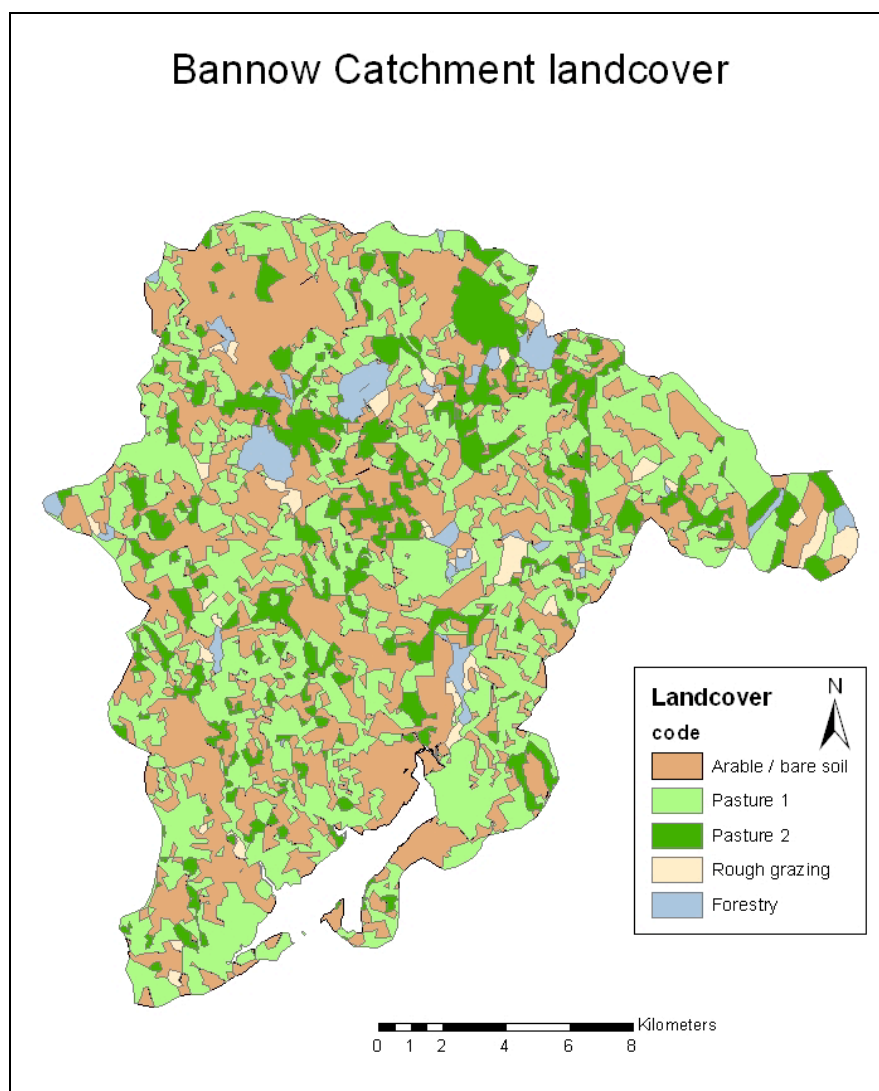 Bannow Catchment landcover
Landcover
N
code
Arable / bare soil
Pasture 1
Pasture 2
Rough grazing
Forestry
Kilometers
0 1 2 4 6 8